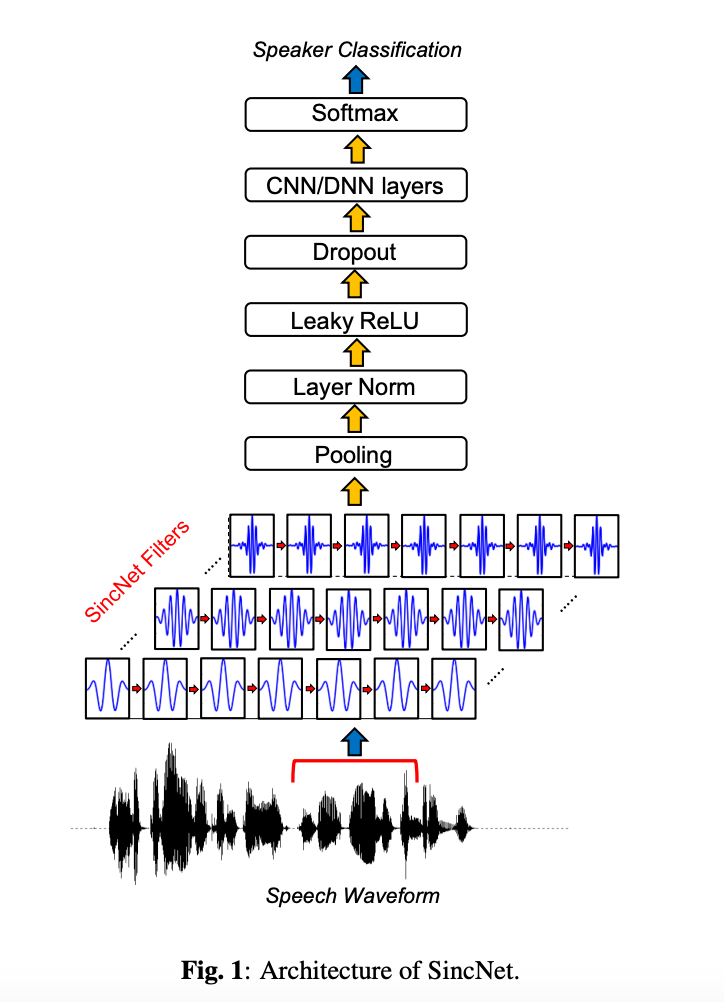 Speaker Classification
Softmax
CNN/DNN layers
Dropout
Leaky ReLU
Layer Norm
Pooling
SincNet Filters
Speech Waveform
Fig. 1: Architecture of SincNet.